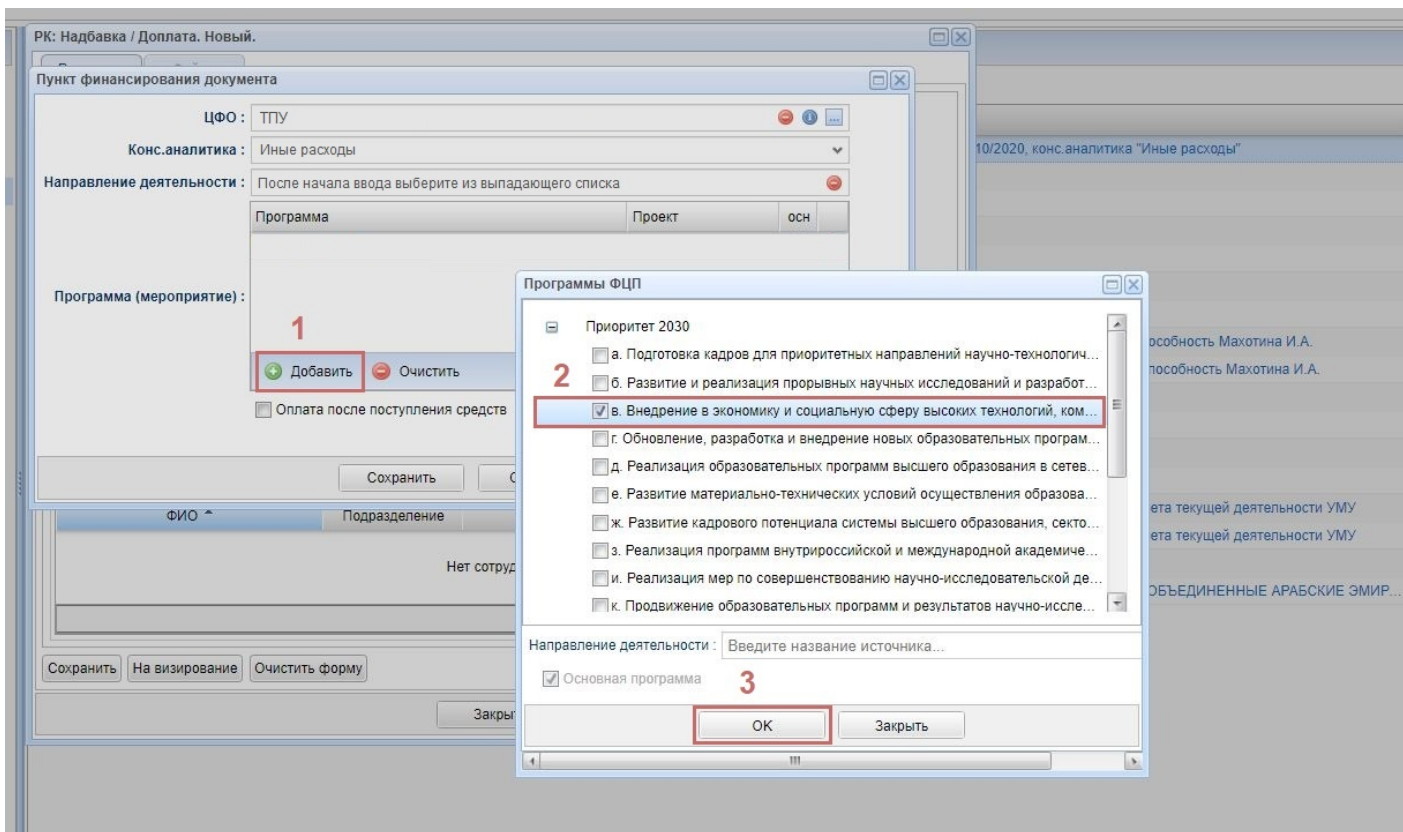 РК: Надбавка / Доплата. Новый.
Пункт финансирования документа
ЦФО : ТПУ
Конс.аналитика : Иные расходы
10/2020, конс.аналитика "Иные расходы"
Направление деятельности : После начала ввода выберите из выпадающего списка
Программа Проект осн
Программа (мероприятие) :
1
Добавить Очистить
Оплата после поступления средств
Сохранить
Программы ФЦП
Приоритет 2030
а. Подготовка кадров для приоритетных направлений научно-технологич...
2
б. Развитие и реализация прорывных научных исследований и разработ...
в. Внедрение в экономику и социальную сферу высоких технологий, ком...
г. Обновление, разработка и внедрение новых образовательных програм...
д. Реализация образовательных программ высшего образования в сетев...
е. Развитие материально-технических условий осуществления образова...
ж. Развитие кадрового потенциала системы высшего образования, секто...
з. Реализация программ внутрироссийской и международной академиче...
и. Реализация мер по совершенствованию научно-исследовательской де...
к. Продвижение образовательных программ и результатов научно-иссле...
Направление деятельности : Введите название источника...
Основная программа
3
OK Закрыть
особность Махотина И.А.
пособность Махотина И.А.
ета текущей деятельности УМУ
ета текущей деятельности УМУ
ОБЪЕДИНЕННЫЕ АРАБСКИЕ ЭМИР...
ФИО Подразделение
Нет сотруд
Сохранить На визирование Очистить форму
Закры